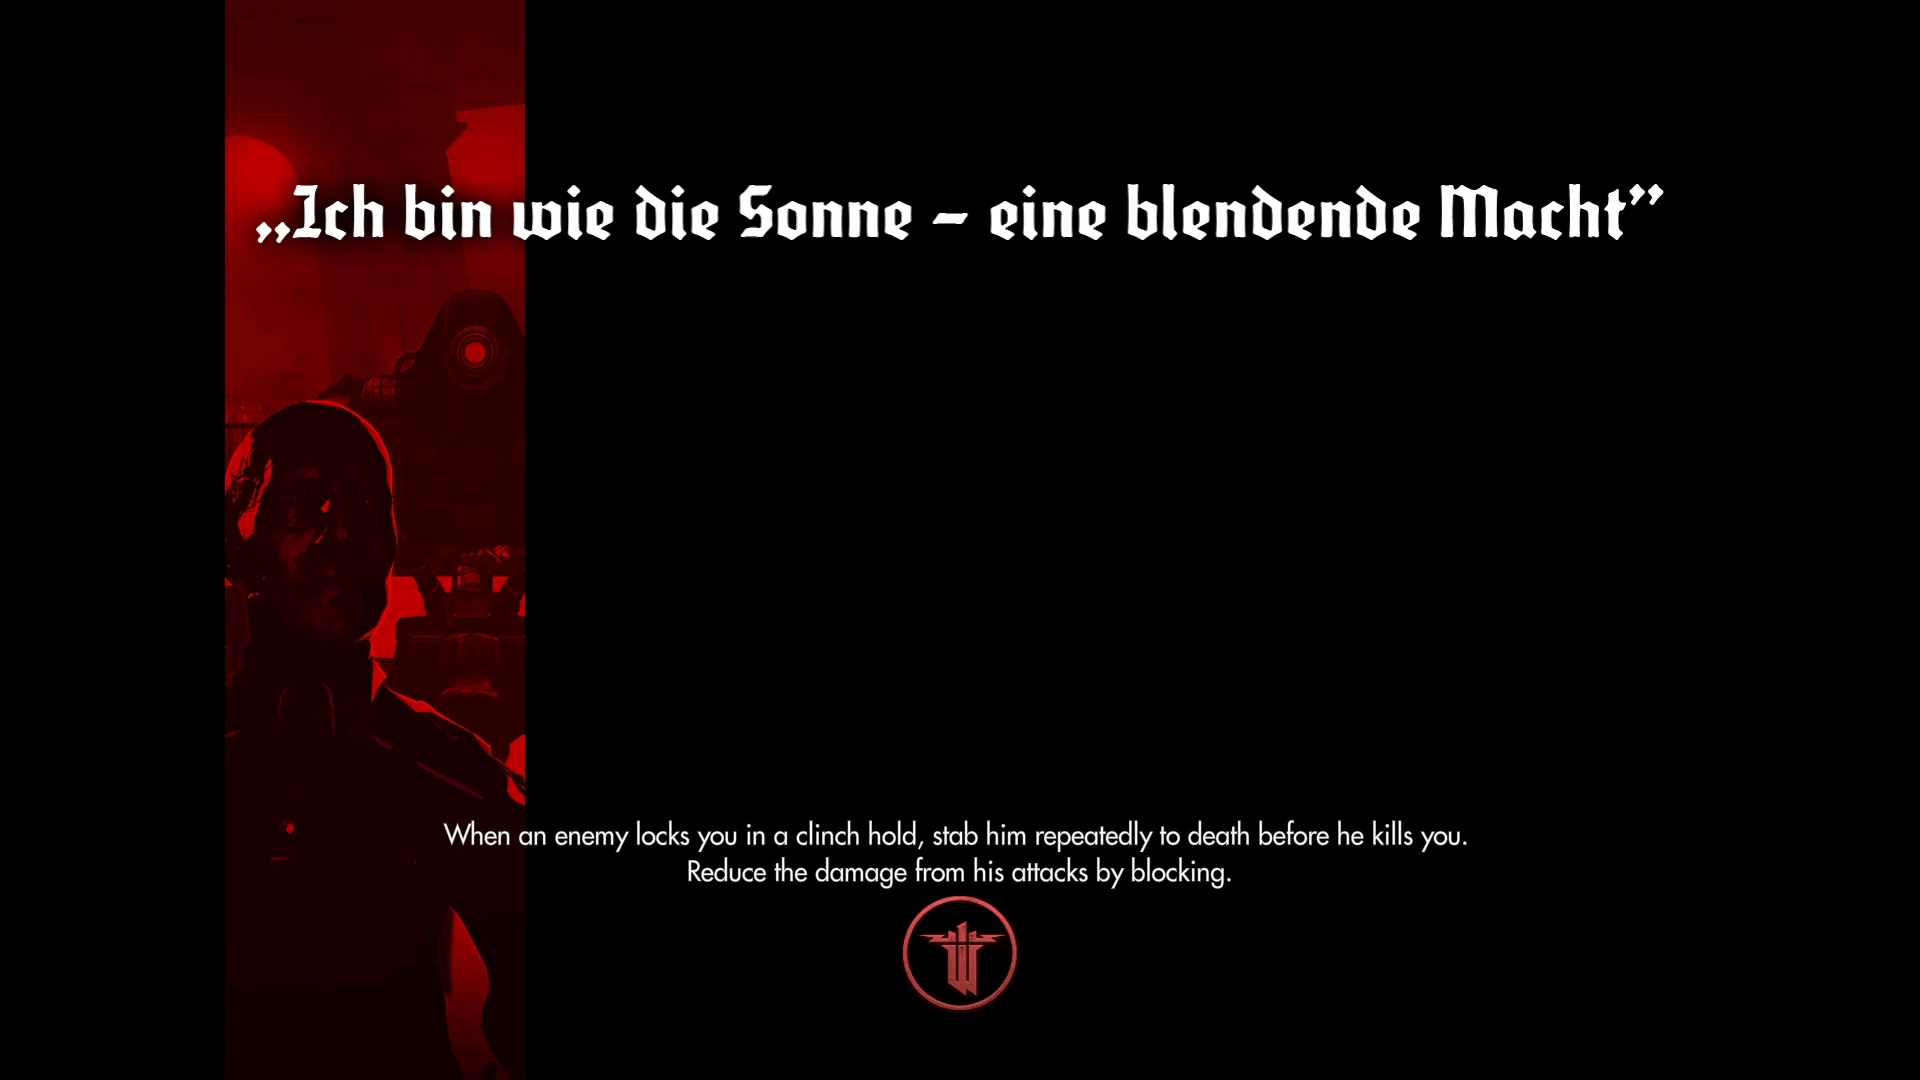 „Ich bin wie die Sonne – eine blendende Macht”
When an enemy locks you in a clinch hold, stab him repeatedly to death before he kills you.
Reduce the damage from his attacks by blocking.